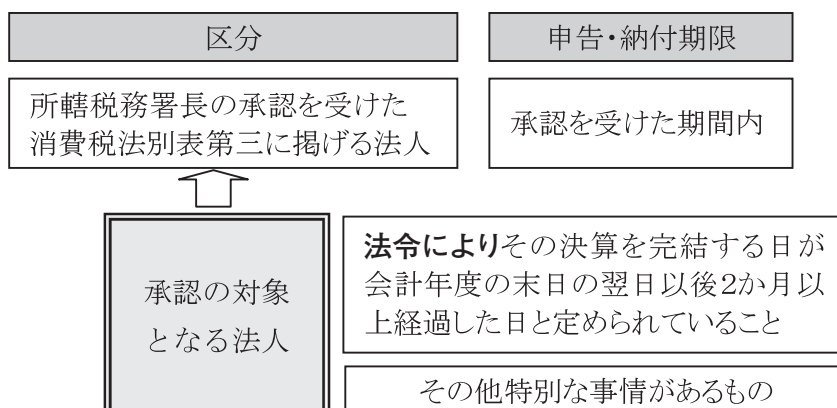 区分
申告・納付期限
所轄税務署長の承認を受けた
消費税法別表第三に掲げる法人
承認を受けた期間内
承認の対象
となる法人
法令によりその決算を完結する日が
会計年度の末日の翌日以後2か月以
上経過した日と定められていること
その他特別な事情があるもの